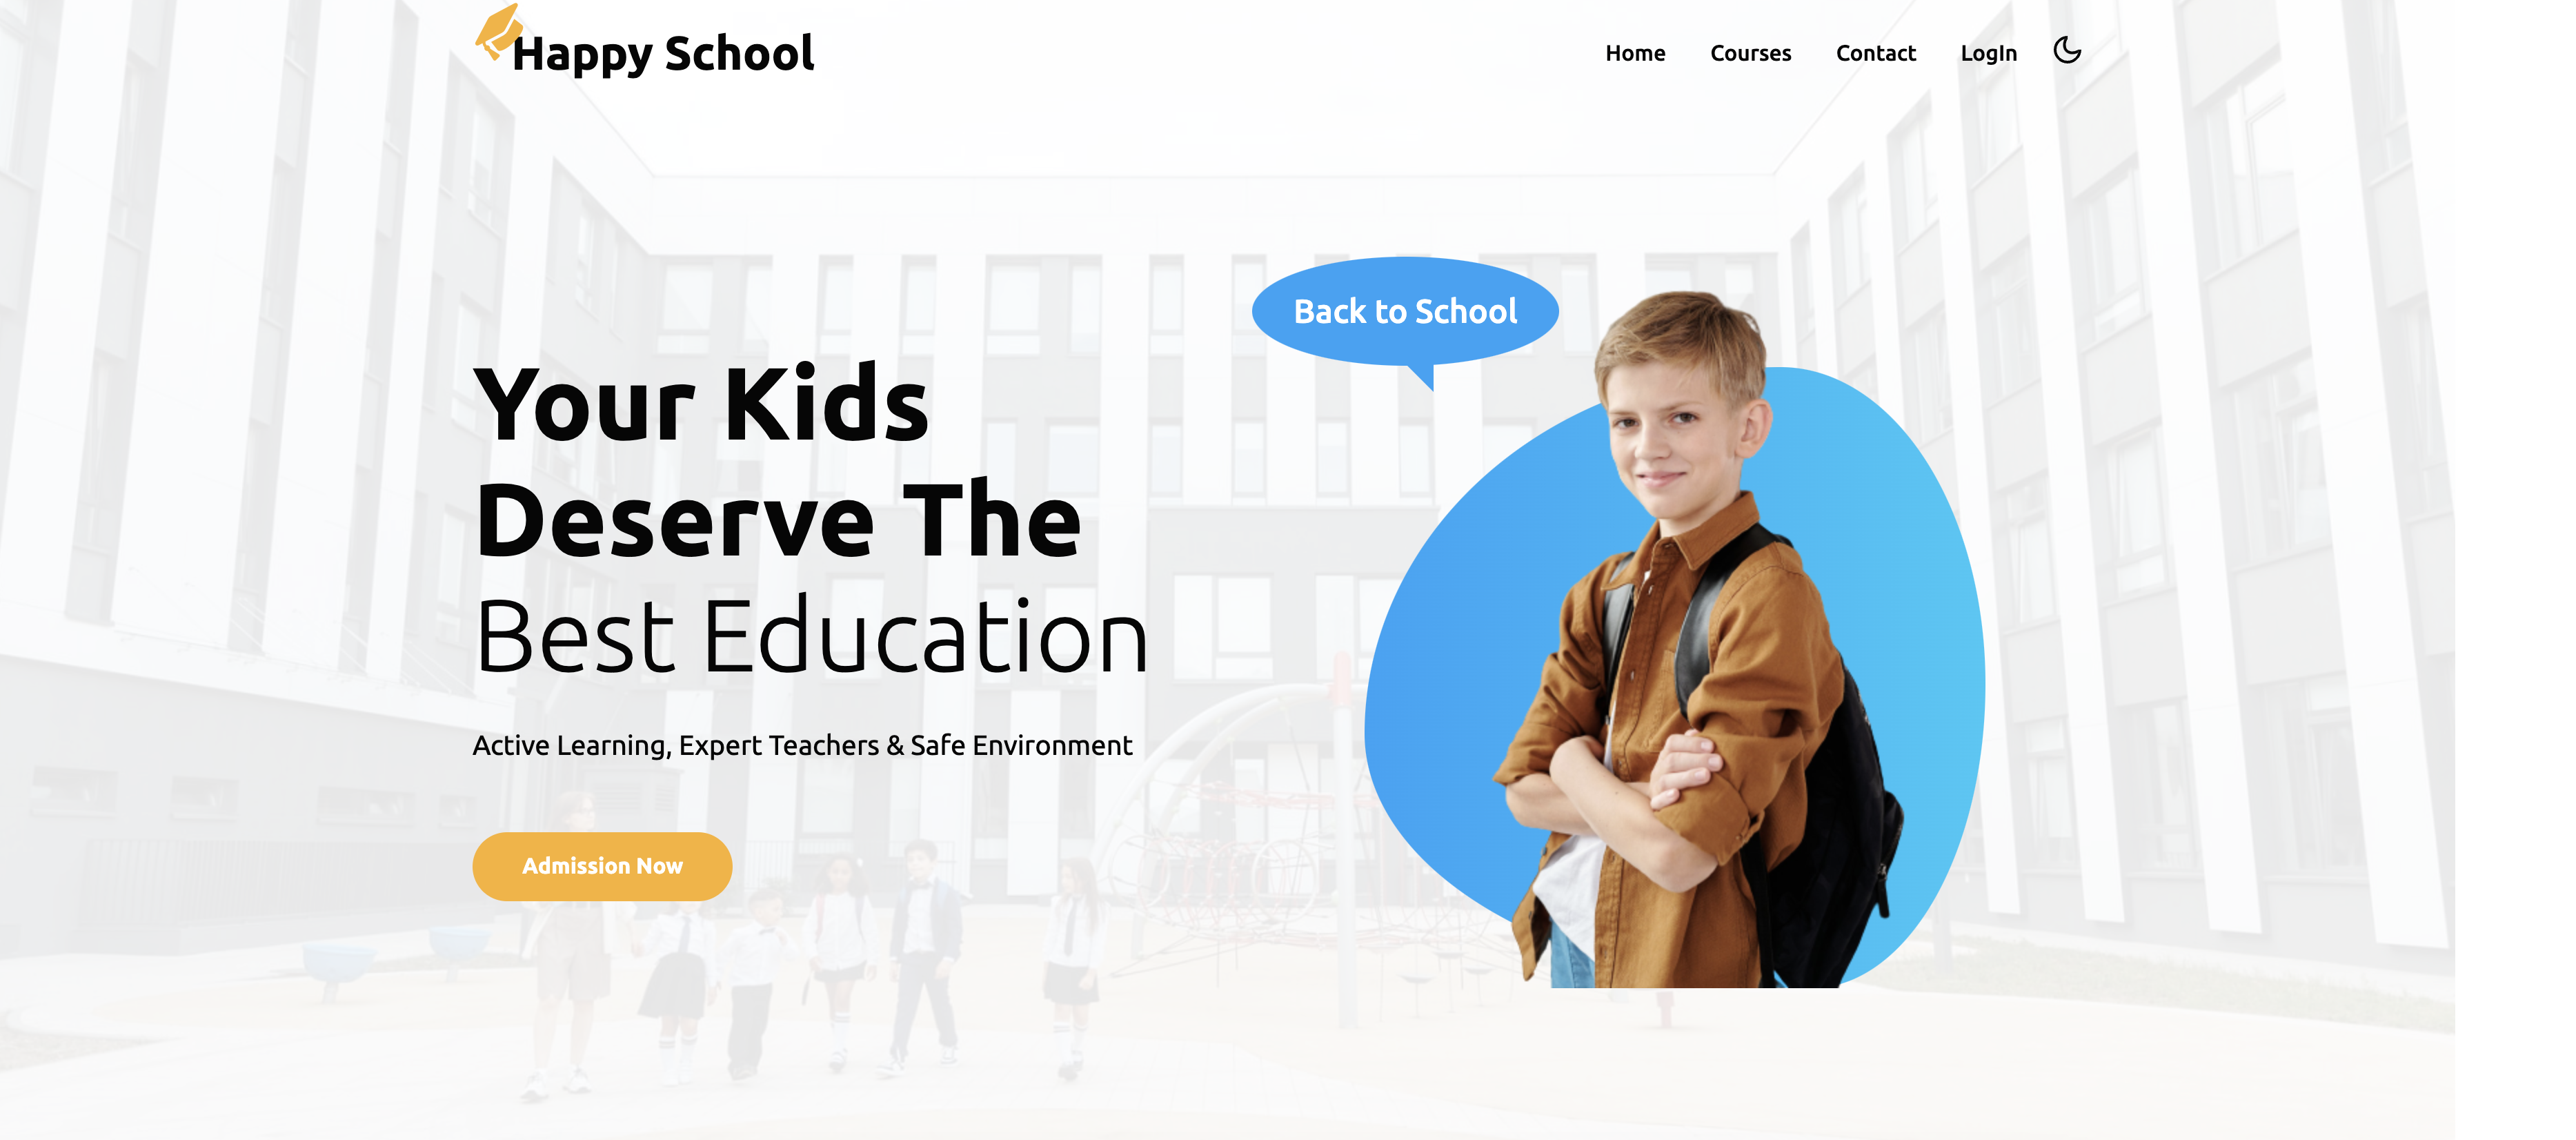 Happy School
Home Courses Contact LogIn
Back to School
Your Kids
Deserve The
Best Education
Active Learning, Expert Teachers & Safe Environment
Admission Now